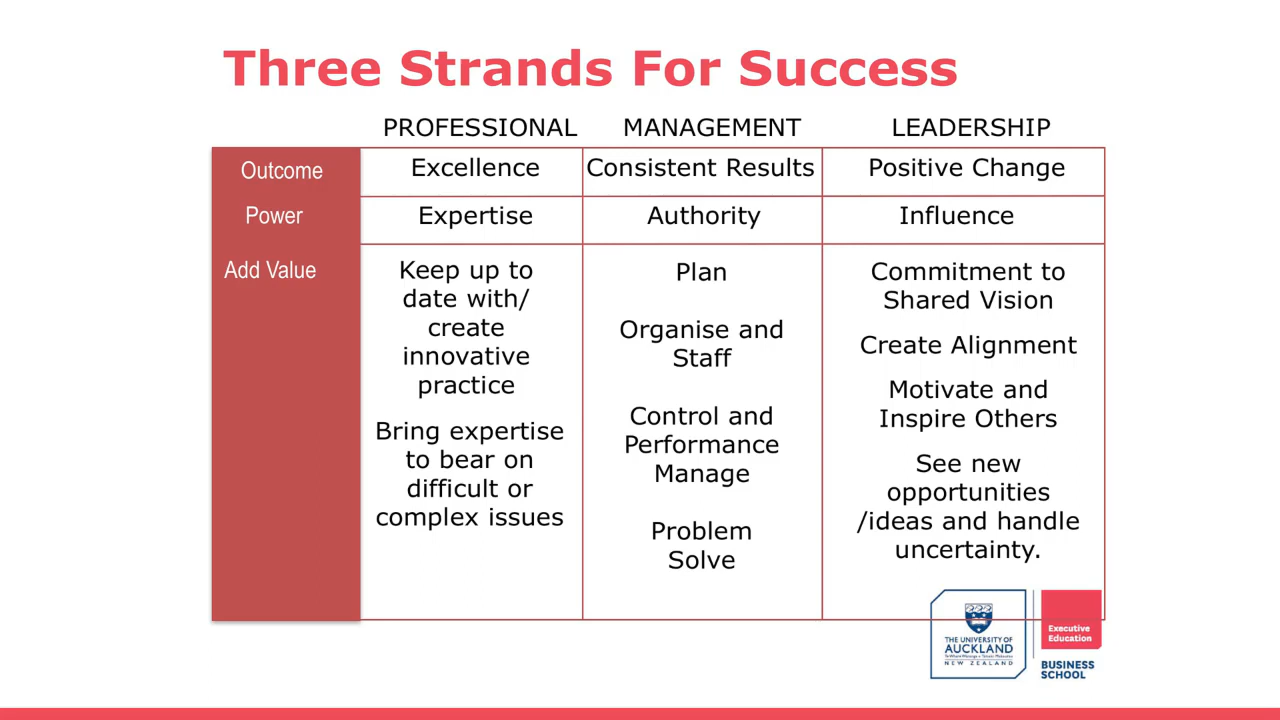 Three Strands For Success
PROFESSIONAL MANAGEMENT LEADERSHIP
Outcome Excellence Consistent Results Positive Change
Power Expertise Authority Influence
Add Value
Keep up to
date with/
create
innovative
practice
Bring expertise
to bear on
difficult or
complex issues
Plan
Organise and
Staff
Control and
Performance
Manage
Problem
Solve
Commitment to
Shared Vision
Create Alignment
Motivate and
Inspire Others
See new
opportunities
/ideas and handle
uncertainty.
THE UNIVERSITY OF
AUCKLAND
NEW ZEALAND
Executive
Education
BUSINESS
SCHOOL